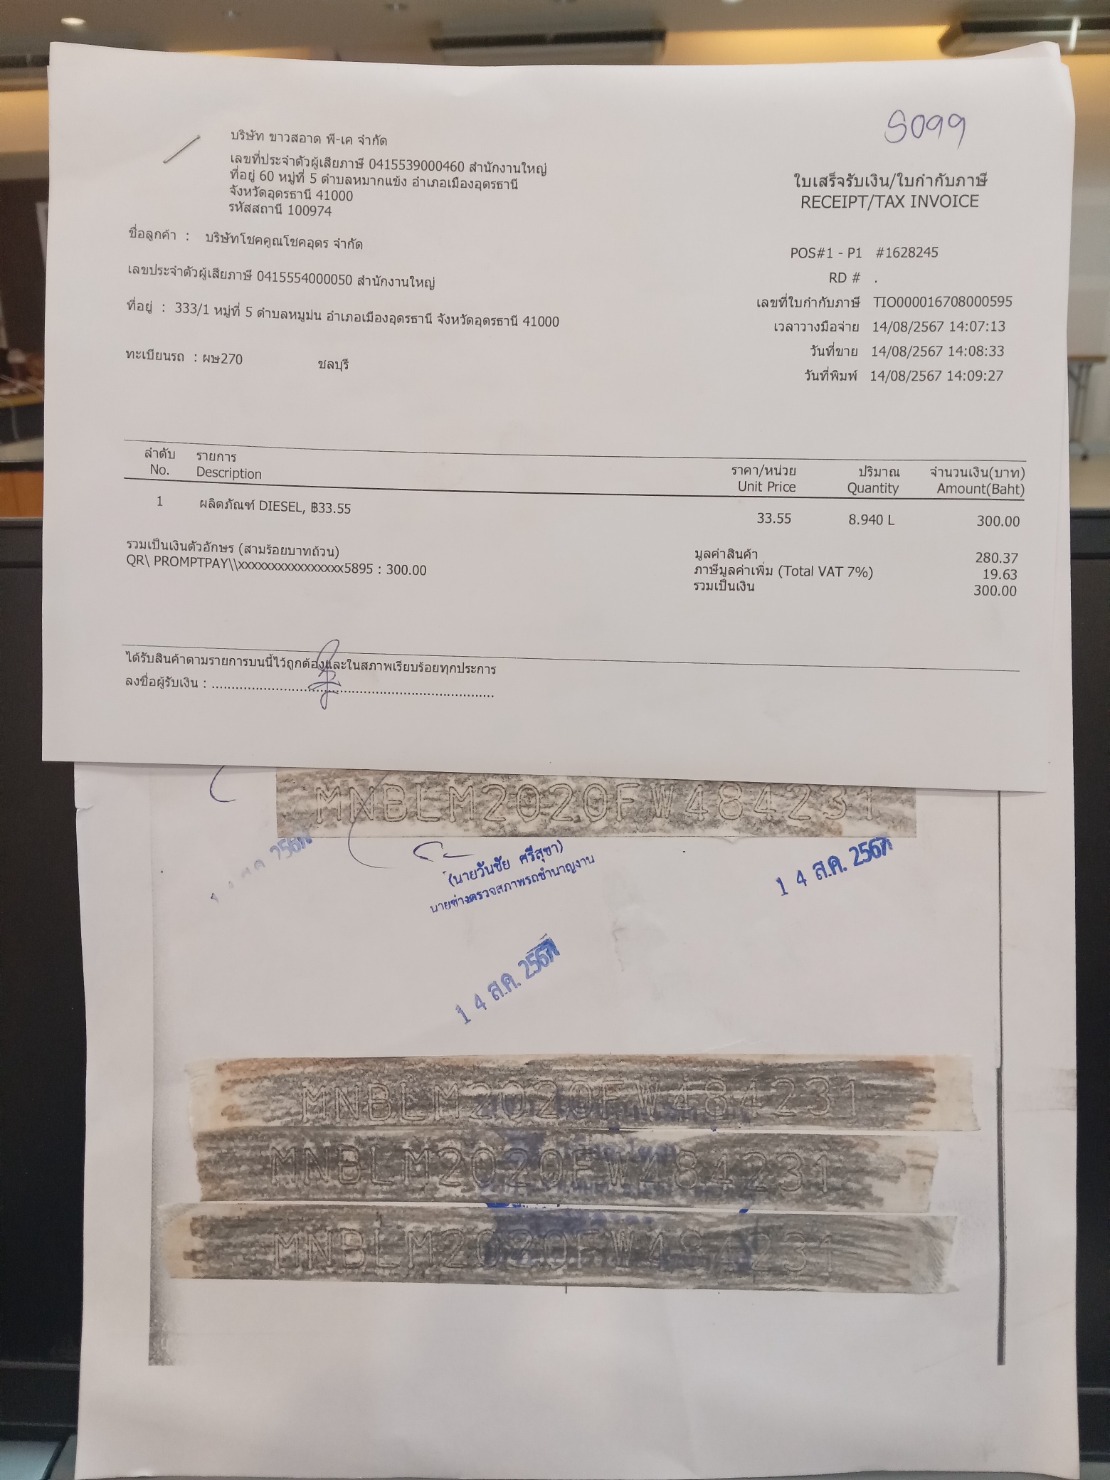 S099
บริษัท ขาวสอาด พี-เค จำกัด
เลขที่ประจำตัวผู้เสียภาษี 0415539000460 สำนักงานใหญ่
ที่อยู่ 60 หมู่ที่ 5 ตำบลหมากแข้ง อำเภอเมืองอุดรธานี
จังหวัดอุดรธานี 41000
รหัสสถานี 100974
ใบเสร็จรับเงิน/ใบกำกับภาษี
RECEIPT/TAX INVOICE
ชื่อลูกค้า : บริษัทโชคคูณโชคอุดร จำกัด
เลขประจำตัวผู้เสียภาษี 0415554000050 สำนักงานใหญ่
ที่อยู่ : 333/1 หมู่ที่ 5 ตำบลหมูม่น อำเภอเมืองอุดรธานี จังหวัดอุดรธานี 41000
ทะเบียนรถ : ผษ270 ชลบุรี
POS#1 - P1 #1628245
RD # .
เลขที่ใบกำกับภาษี TIO000016708000595
เวลาวางมือจ่าย 14/08/2567 14:07:13
วันที่ขาย 14/08/2567 14:08:33
วันที่พิมพ์ 14/08/2567 14:09:27
ลำดับ รายการ ราคา/หน่วย ปริมาณ จำนวนเงิน(บาท)
No. Description Unit Price Quantity Amount(Baht)
1 ผลิตภัณฑ์ DIESEL, ฿33.55 33.55 8.940 L 300.00
รวมเป็นเงินตัวอักษร (สามร้อยบาทถ้วน)
QR\ PROMPTPAY\\xxxxxxxxxxxxxxxx5895 : 300.00
มูลค่าสินค้า 280.37
ภาษีมูลค่าเพิ่ม (Total VAT 7%) 19.63
รวมเป็นเงิน 300.00
ได้รับสินค้าตามรายการบนนี้ไว้ถูกต้องและในสภาพเรียบร้อยทุกประการ
ลงชื่อผู้รับเงิน : ..............................................................
MNBLM2020FW484231
(นายวันชัย ศรีสุขา)
นายช่างตรวจสภาพรถชำนาญงาน
1 4 ส.ค. 2567
1 4 ส.ค. 2567
1 4 ส.ค. 2567
MNBLM2020FW484231
MNBLM2020FW484231
MNBLM2020FW484231